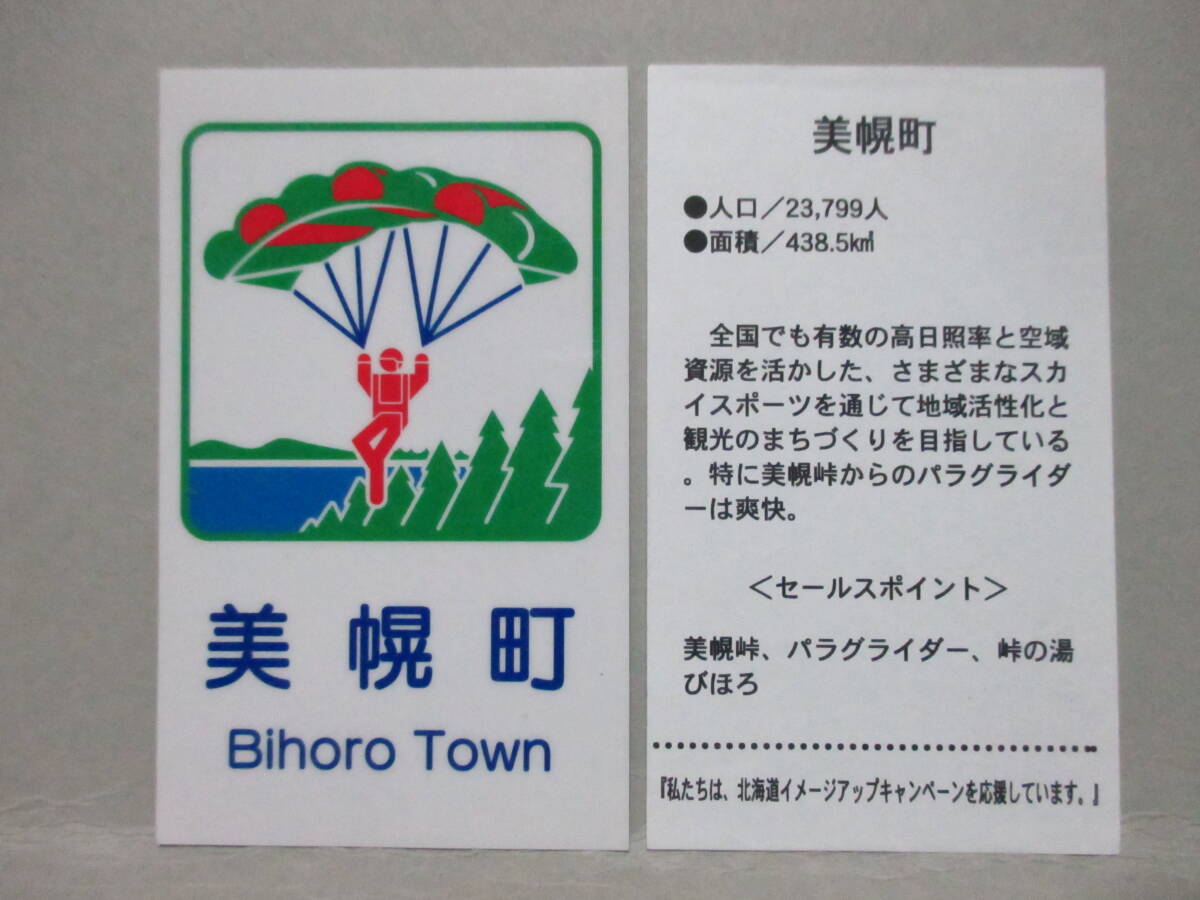 美幌町
Bihoro Town
美幌町
●人口／23,799人
●面積／438.5k㎡
　全国でも有数の高日照率と空域
資源を活かした、さまざまなスカ
イスポーツを通じて地域活性化と
観光のまちづくりを目指している
。特に美幌峠からのパラグライダ
ーは爽快。
＜セールスポイント＞
美幌峠、パラグライダー、峠の湯
びほろ
『私たちは、北海道イメージアップキャンペーンを応援しています。』